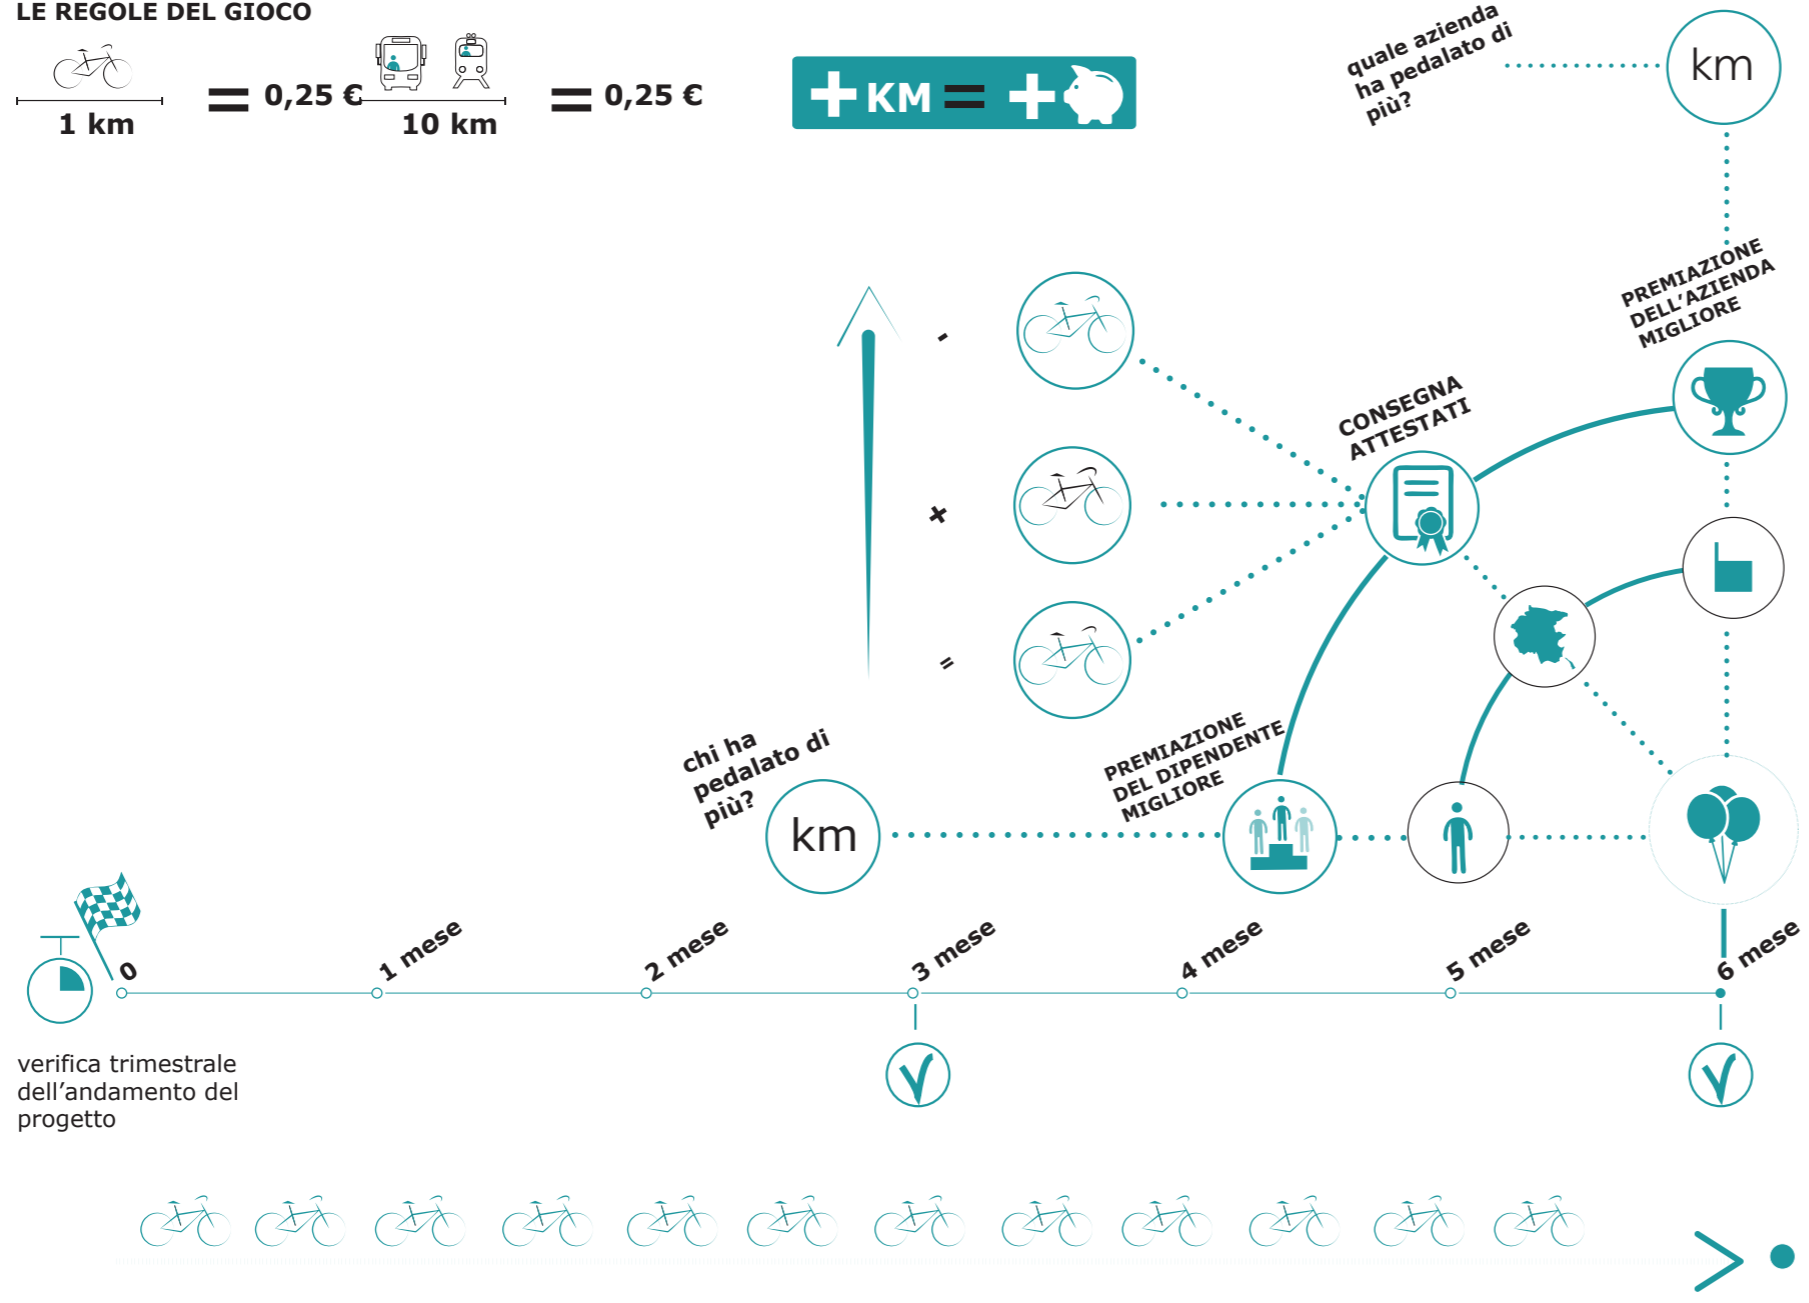 LE REGOLE DEL GIOCO
= 0,25 €
1 km
= 0,25 €
10 km
+ KM = +
quale azienda
ha pedalato di
più?
km
PREMIAZIONE
DELL'AZIENDA
MIGLIORE
-
CONSEGNA
ATTESTATI
+
=
chi ha
pedalato di
più?
km
PREMIAZIONE
DEL DIPENDENTE
MIGLIORE
0
1 mese
2 mese
3 mese
4 mese
5 mese
6 mese
verifica trimestrale
dell'andamento del
progetto